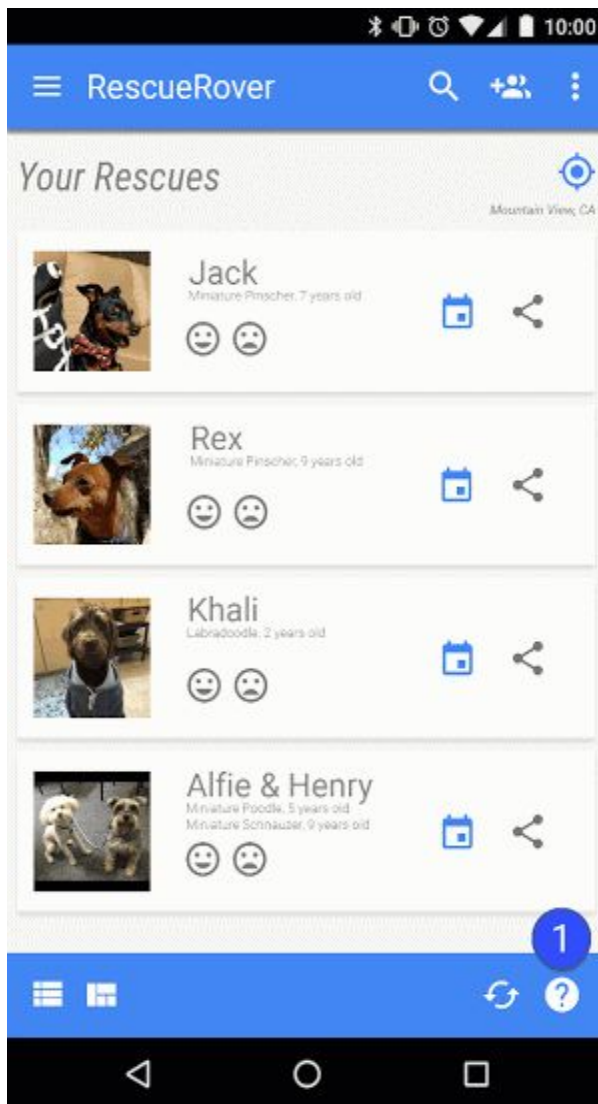 10:00
RescueRover
Your Rescues
Mountain View, CA
Jack
Miniature Pinscher, 7 years old
Rex
Miniature Pinscher, 9 years old
Khali
Labradoodle, 2 years old
Alfie & Henry
Miniature Poodle, 5 years old
Miniature Schnauzer, 9 years old
1
?